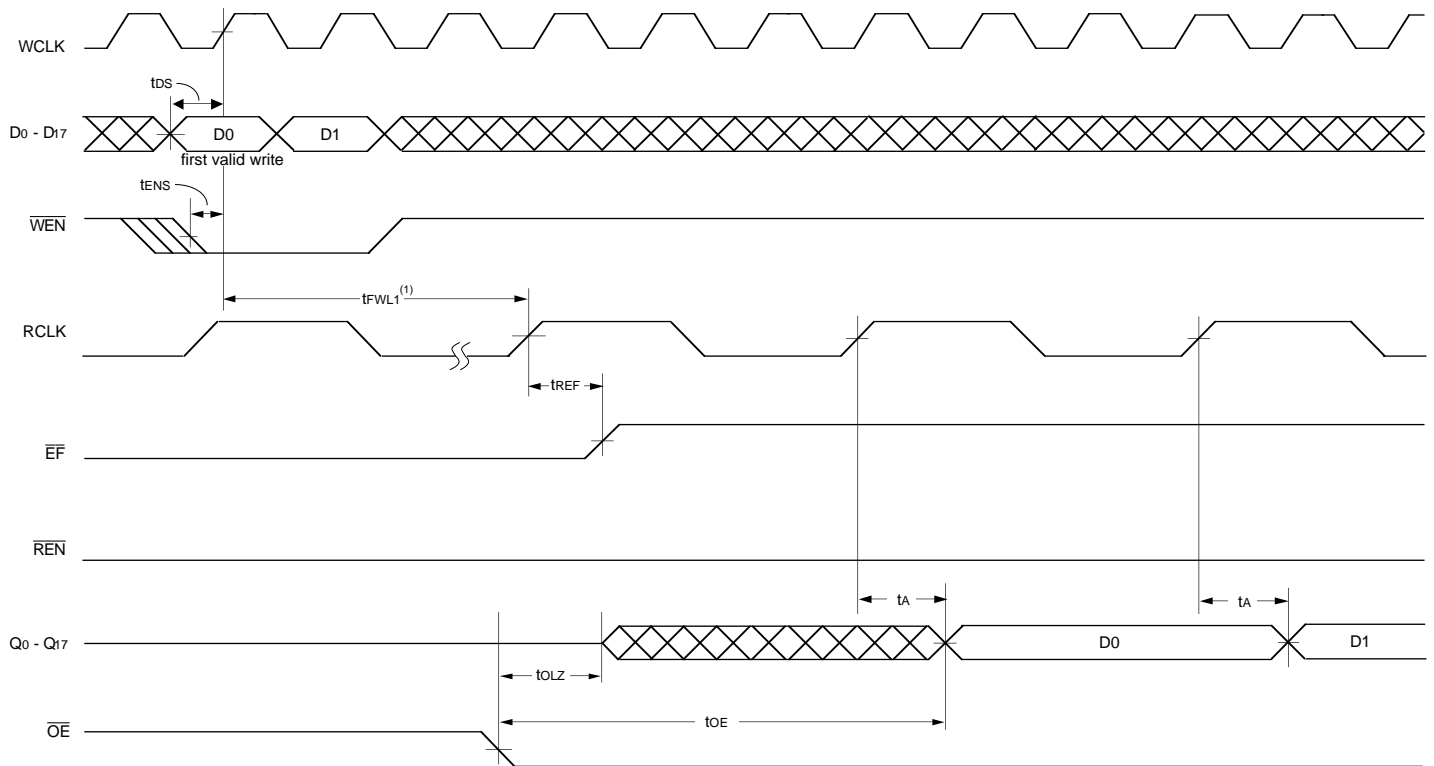 WCLK
tDS
D0 - D17
D0
D1
first valid write
tENS
WEN
tFWL1(1)
RCLK
tREF
EF
REN
tA
tA
Q0 - Q17
D0
D1
tOLZ
tOE
OE